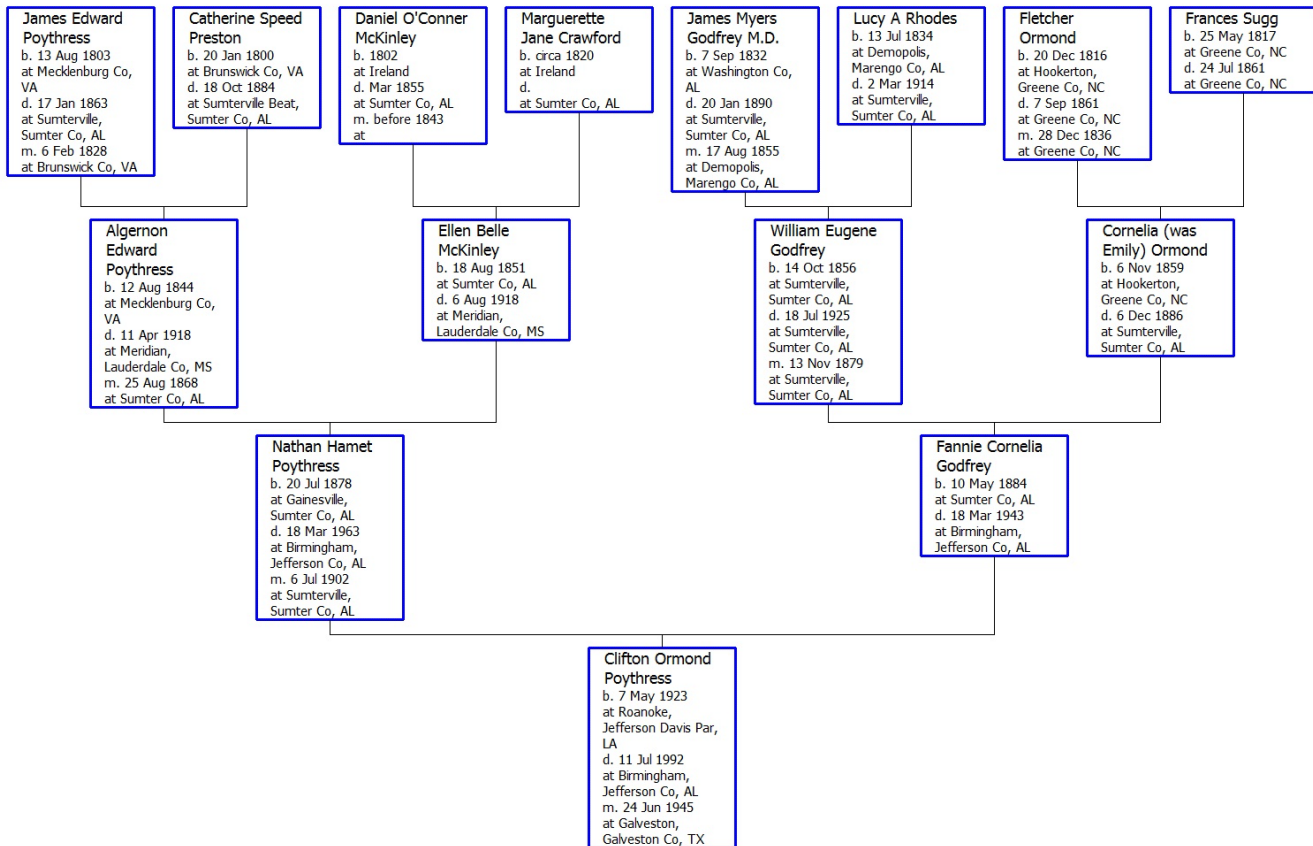 James Edward
Poythress
b. 13 Aug 1803
at Mecklenburg Co,
VA
d. 17 Jan 1863
at Sumterville,
Sumter Co, AL
m. 6 Feb 1828
at Brunswick Co, VA
Catherine Speed
Preston
b. 20 Jan 1800
at Brunswick Co, VA
d. 18 Oct 1884
at Sumterville Beat,
Sumter Co, AL
Daniel O'Conner
McKinley
b. 1802
at Ireland
d. Mar 1855
at Sumter Co, AL
m. before 1843
at
Marguerette
Jane Crawford
b. circa 1820
at Ireland
d.
at Sumter Co, AL
James Myers
Godfrey M.D.
b. 7 Sep 1832
at Washington Co,
AL
d. 20 Jan 1890
at Sumterville,
Sumter Co, AL
m. 17 Aug 1855
at Demopolis,
Marengo Co, AL
Lucy A Rhodes
b. 13 Jul 1834
at Demopolis,
Marengo Co, AL
d. 2 Mar 1914
at Sumterville,
Sumter Co, AL
Fletcher
Ormond
b. 20 Dec 1816
at Hookerton,
Greene Co, NC
d. 7 Sep 1861
at Greene Co, NC
m. 28 Dec 1836
at Greene Co, NC
Frances Sugg
b. 25 May 1817
at Greene Co, NC
d. 24 Jul 1861
at Greene Co, NC
Algernon
Edward
Poythress
b. 12 Aug 1844
at Mecklenburg Co,
VA
d. 11 Apr 1918
at Meridian,
Lauderdale Co, MS
m. 25 Aug 1868
at Sumter Co, AL
Ellen Belle
McKinley
b. 18 Aug 1851
at Sumter Co, AL
d. 6 Aug 1918
at Meridian,
Lauderdale Co, MS
William Eugene
Godfrey
b. 14 Oct 1856
at Sumterville,
Sumter Co, AL
d. 18 Jul 1925
at Sumterville,
Sumter Co, AL
m. 13 Nov 1879
at Sumterville,
Sumter Co, AL
Cornelia (was
Emily) Ormond
b. 6 Nov 1859
at Hookerton,
Greene Co, NC
d. 6 Dec 1886
at Sumterville,
Sumter Co, AL
Nathan Hamet
Poythress
b. 20 Jul 1878
at Gainesville,
Sumter Co, AL
d. 18 Mar 1963
at Birmingham,
Jefferson Co, AL
m. 6 Jul 1902
at Sumterville,
Sumter Co, AL
Fannie Cornelia
Godfrey
b. 10 May 1884
at Sumter Co, AL
d. 18 Mar 1943
at Birmingham,
Jefferson Co, AL
Clifton Ormond
Poythress
b. 7 May 1923
at Roanoke,
Jefferson Davis Par,
LA
d. 11 Jul 1992
at Birmingham,
Jefferson Co, AL
m. 24 Jun 1945
at Galveston,
Galveston Co, TX